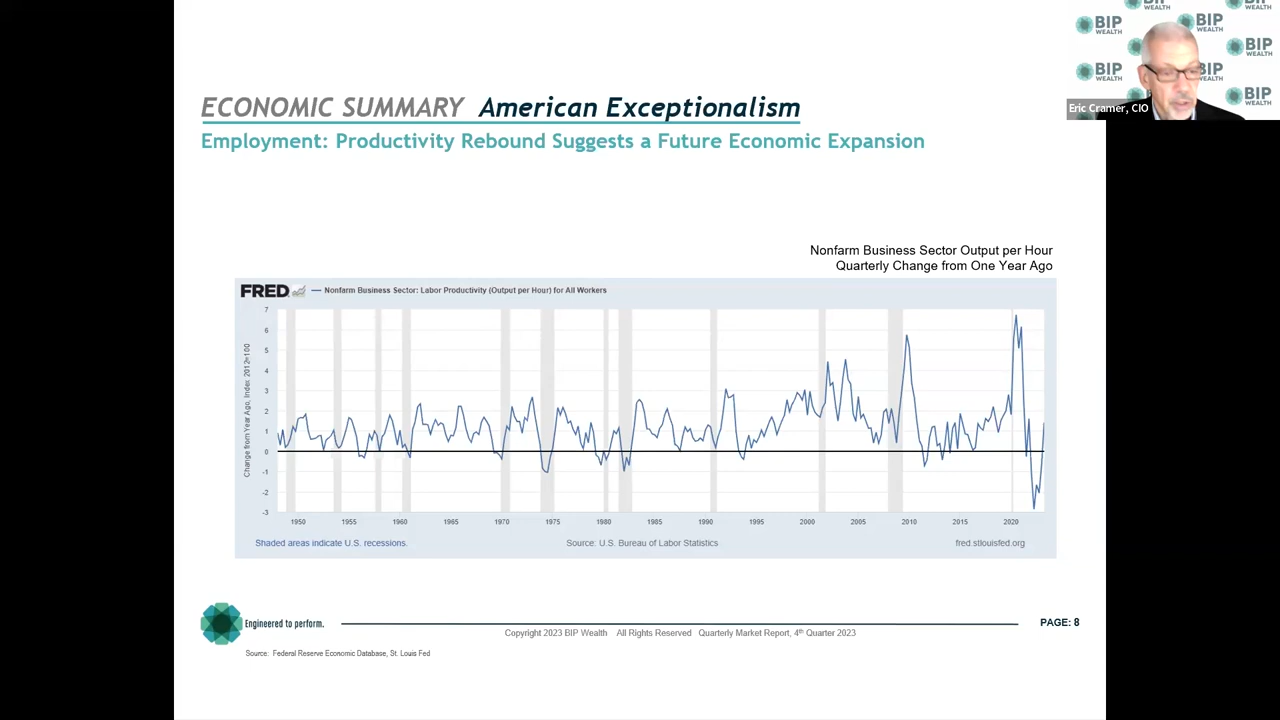 BIP
WEALTH
BIP
WEALTH
BIP
WEALTH
BIP
WEALTH
BIP
WEALTH
BIP
WEALTH
Eric Cramer, CIO
ECONOMIC SUMMARY American Exceptionalism
Employment: Productivity Rebound Suggests a Future Economic Expansion
Nonfarm Business Sector Output per Hour
Quarterly Change from One Year Ago
FRED — Nonfarm Business Sector: Labor Productivity (Output per Hour) for All Workers
Change from Year Ago, Index 2012=100
7
6
5
4
3
2
1
0
-1
-2
-3
1950 1955 1960 1965 1970 1975 1980 1985 1990 1995 2000 2005 2010 2015 2020
Shaded areas indicate U.S. recessions. Source: U.S. Bureau of Labor Statistics fred.stlouisfed.org
Engineered to perform. PAGE: 8
Copyright 2023 BIP Wealth All Rights Reserved Quarterly Market Report, 4th Quarter 2023
Source: Federal Reserve Economic Database, St. Louis Fed